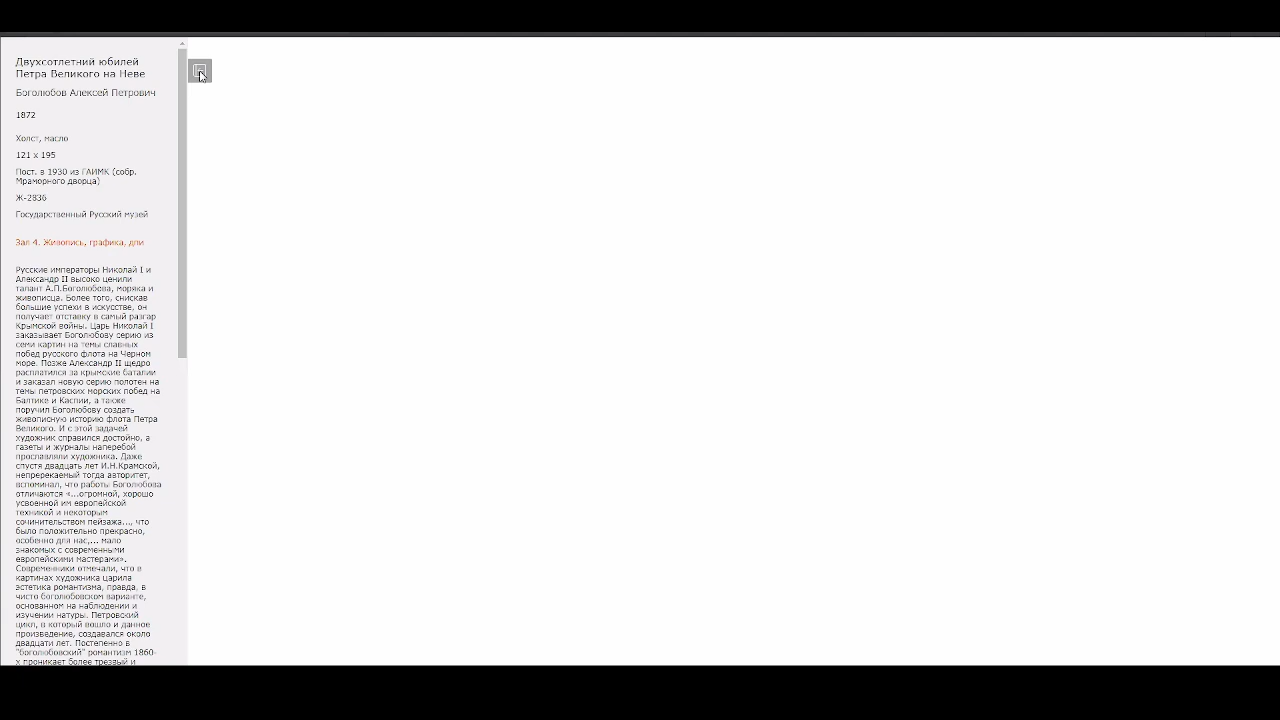 Двухсотлетний юбилей
Петра Великого на Неве
Боголюбов Алексей Петрович
1872
Холст, масло
121 x 195
Пост. в 1930 из ГАИМК (собр.
Мраморного дворца)
Ж-2836
Государственный Русский музей
Зал 4. Живопись, графика, дпи
Русские императоры Николай I и
Александр II высоко ценили
талант А.П.Боголюбова, моряка и
живописца. Более того, снискав
большие успехи в искусстве, он
получает отставку в самый разгар
Крымской войны. Царь Николай I
заказывает Боголюбову серию из
семи картин на темы славных
побед русского флота на Черном
море. Позже Александр II щедро
расплатился за крымские баталии
и заказал новую серию полотен на
темы петровских морских побед на
Балтике и Каспии, а также
поручил Боголюбову создать
живописную историю флота Петра
Великого. И с этой задачей
художник справился достойно, а
газеты и журналы наперебой
прославляли художника. Даже
спустя двадцать лет И.Н.Крамской,
непререкаемый тогда авторитет,
вспоминал, что работы Боголюбова
отличаются «...огромной, хорошо
усвоенной им европейской
техникой и некоторым
сочинительством пейзажа..., что
было положительно прекрасно,
особенно для нас,... мало
знакомых с современными
европейскими мастерами».
Современники отмечали, что в
картинах художника царила
эстетика романтизма, правда, в
чисто боголюбовском варианте,
основанном на наблюдении и
изучении натуры. Петровский
цикл, в который вошло и данное
произведение, создавался около
двадцати лет. Постепенно в
"боголюбовский" романтизм 1860-
х проникает более трезвый и